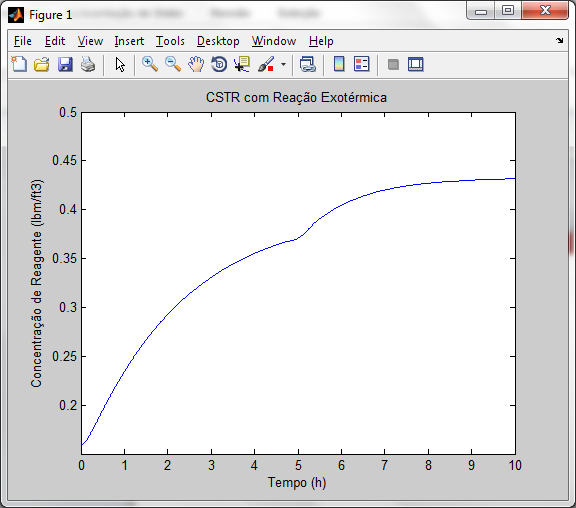 Figure 1
File Edit View Insert Tools Desktop Window Help
CSTR com Reação Exotérmica
0.5
0.45
0.4
0.35
0.3
0.25
0.2
Concentração de Reagente (lbm/ft3)
0 1 2 3 4 5 6 7 8 9 10
Tempo (h)